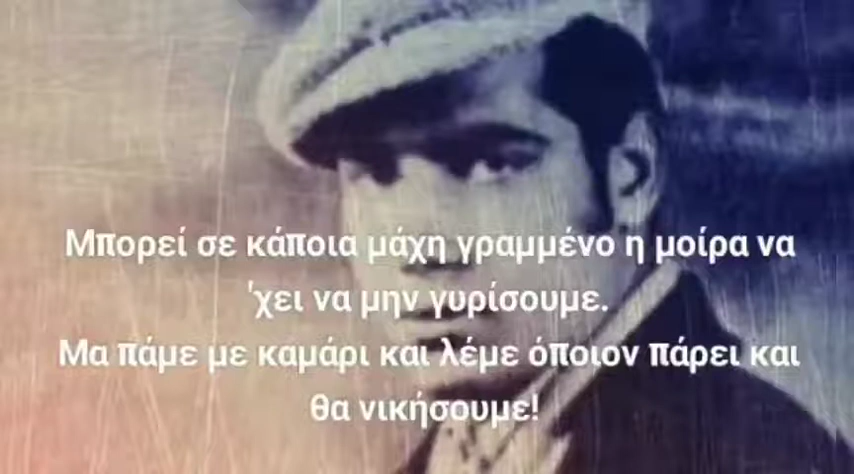 Μπορεί σε κάποια μάχη γραμμένο η μοίρα να
'χει να μην γυρίσουμε.
Μα πάμε με καμάρι και λέμε όποιον πάρει και
θα νικήσουμε!